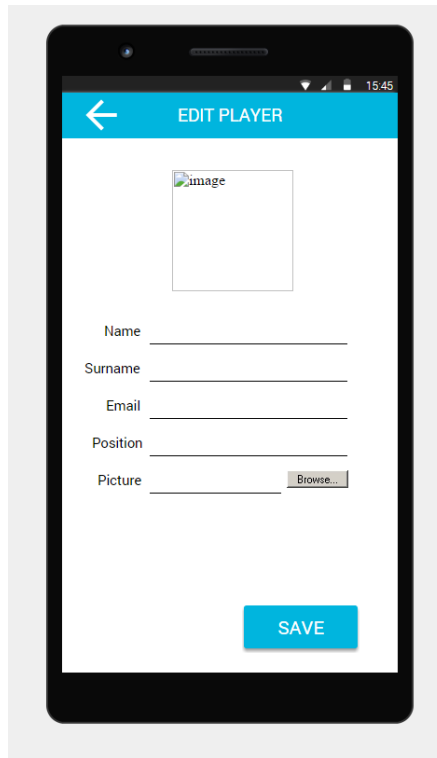 15:45
EDIT PLAYER
image
Name
Surname
Email
Position
Picture Browse...
SAVE